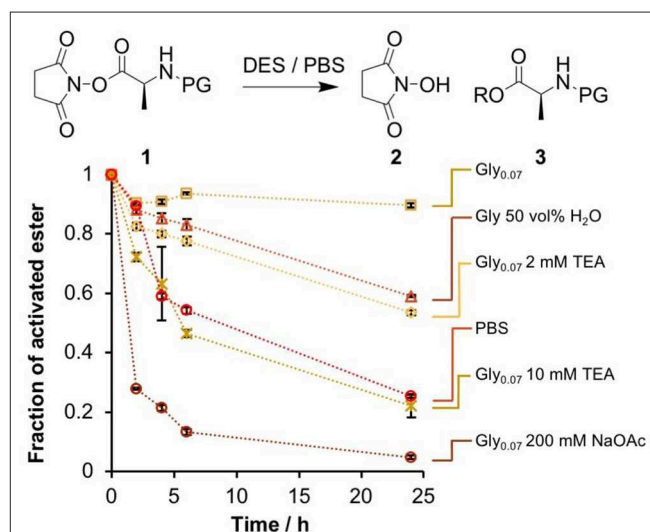 O
O
H
N
N
O
PG
O
1
DES / PBS
O
N
OH
O
2
O
H
N
RO
PG
3
Fraction of activated ester
1
0.8
0.6
0.4
0.2
0
0
5
10
15
20
25
Time / h
Gly0.07
Gly 50 vol% H2O
Gly0.07 2 mM TEA
PBS
Gly0.07 10 mM TEA
Gly0.07 200 mM NaOAc